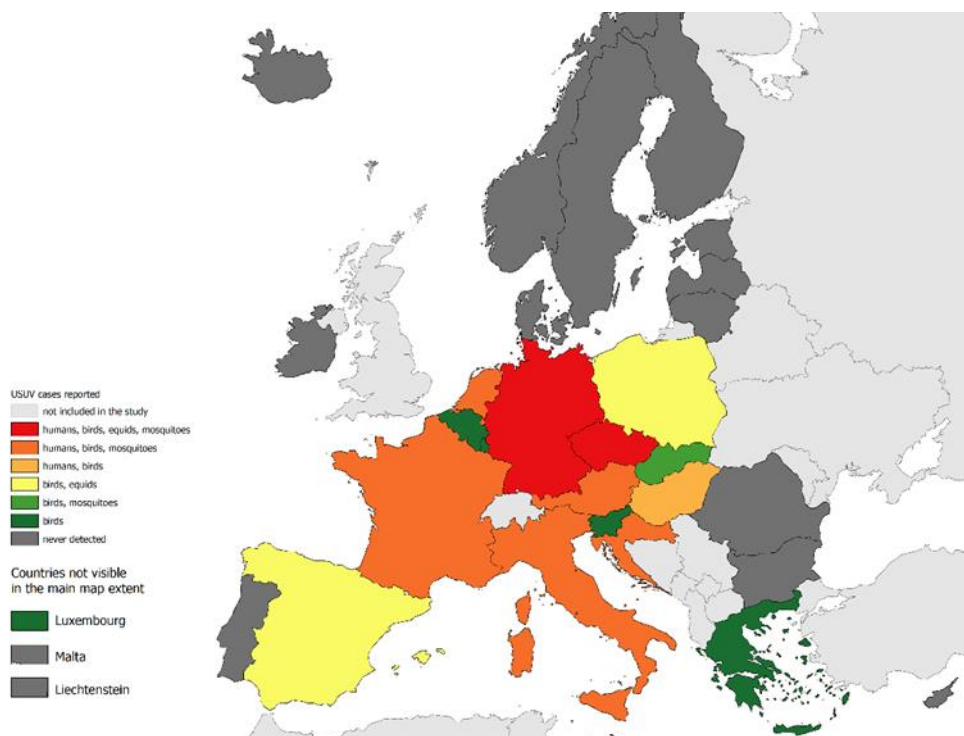 USUV cases reported
not included in the study
humans, birds, equids, mosquitoes
humans, birds, mosquitoes
humans, birds
birds, equids
birds, mosquitoes
birds
never detected
Countries not visible
in the main map extent
Luxembourg
Malta
Liechtenstein